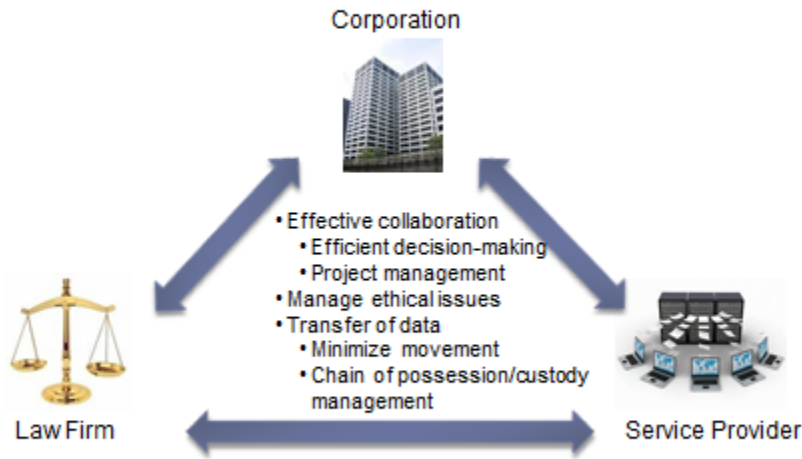 Corporation
• Effective collaboration
• Efficient decision-making
• Project management
• Manage ethical issues
• Transfer of data
• Minimize movement
• Chain of possession/custody
management
Law Firm
Service Provider